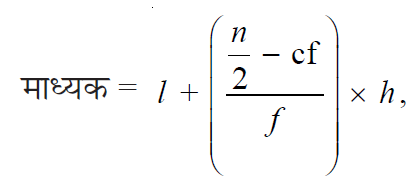 माध्यक = l + ( ( n/2 − cf ) / f ) × h,